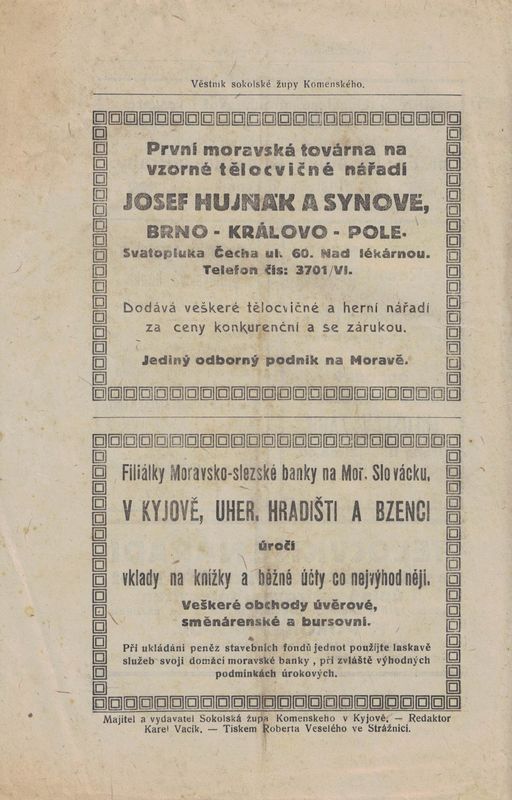 Věstník sokolské župy Komenského.
První moravská továrna na
vzorné tělocvičné nářadí
JOSEF HUJŇÁK A SYNOVÉ,
BRNO - KRÁLOVO - POLE.
Svatopluka Čecha ul. 60. Nad lékárnou.
Telefon čís: 3701/VI.
Dodává veškeré tělocvičné a herní nářadí
za ceny konkurenční a se zárukou.
Jediný odborný podnik na Moravě.
Filiálky Moravsko-slezské banky na Mor. Slovácku,
V KYJOVĚ, UHER. HRADIŠTI A BZENCI
úročí
vklady na knížky a běžné účty co nejvýhodněji.
Veškeré obchody úvěrové,
směnárenské a bursovní.
Při ukládání peněz stavebních fondů jednot použijte laskavě
služeb svojí domácí moravské banky , při zvláště výhodných
podmínkách úrokových.
Majitel a vydavatel Sokolská župa Komenskeho v Kyjově. — Redaktor
Karel Vacík. — Tiskem Roberta Veselého ve Strážnici.